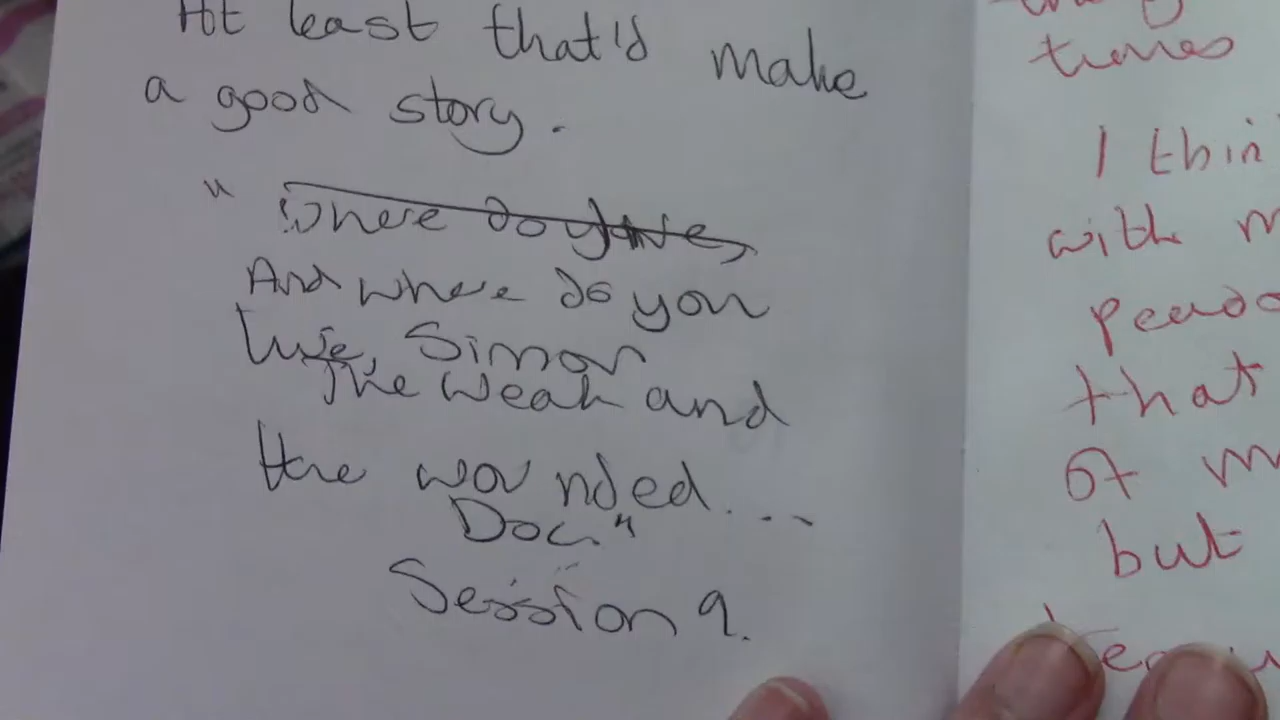 At least that'd make
a good story.
" Where do you live,
And where do you
live, Simon
The weak and
the wounded....
Doc."
Session 9.
times
I thin
with m
pseudo
that
of m
but